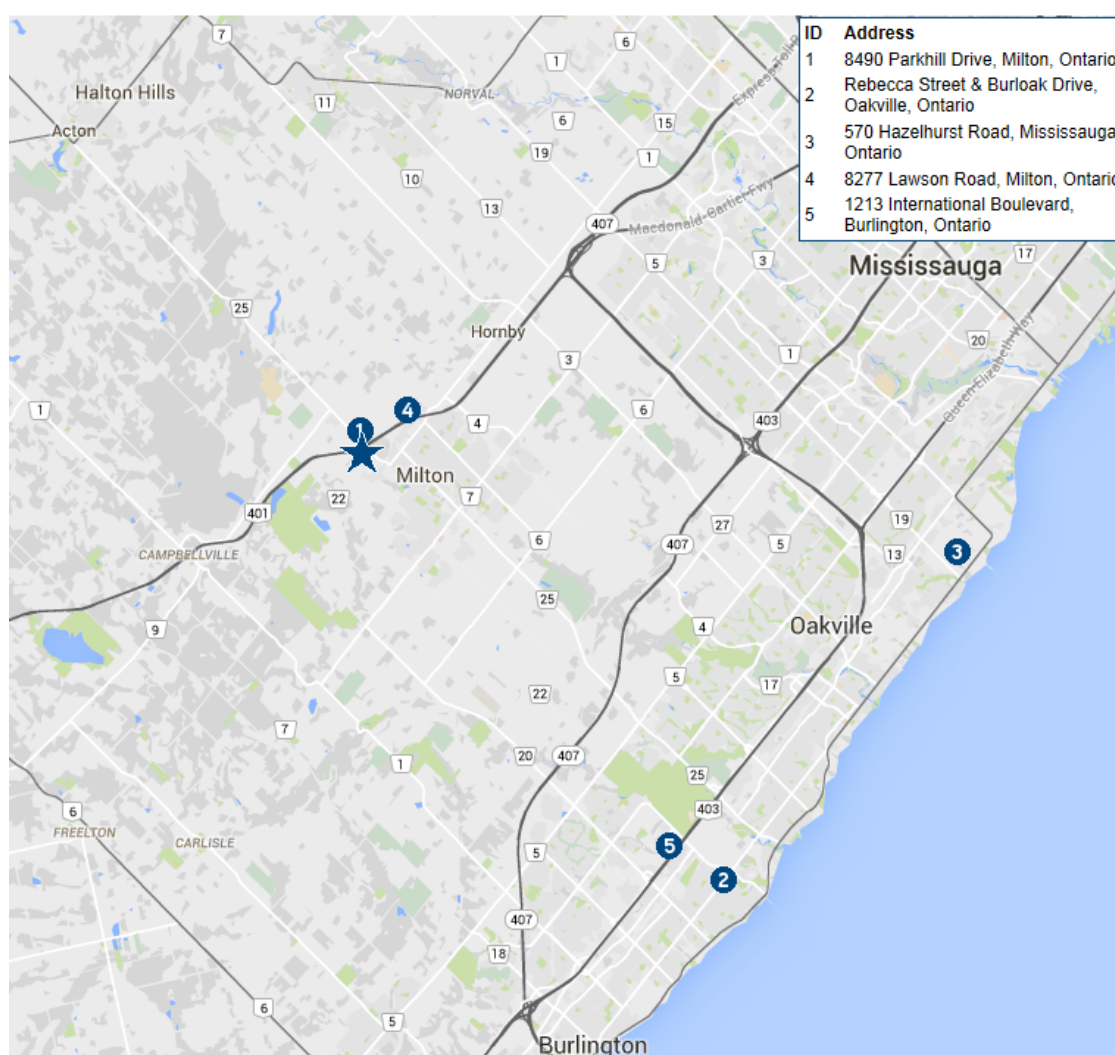 ID Address
1 8490 Parkhill Drive, Milton, Ontario
2 Rebecca Street & Burloak Drive,
Oakville, Ontario
3 570 Hazelhurst Road, Mississauga
Ontario
4 8277 Lawson Road, Milton, Ontario
5 1213 International Boulevard,
Burlington, Ontario
7
6
1
Express Toll
Halton Hills
NORVAL
11
6
15
Acton
19
1
10
13
407
Macdonald-Cartier Fwy
5
3
17
Mississauga
25
Hornby
Queen Elizabeth Way
20
3
1
1
4
6
403
1
4
Milton
22
7
27
401
19
6
407
5
13
3
CAMPBELLVILLE
25
9
4
Oakville
5
17
22
7
20
407
1
25
403
6
FREELTON
CARLISLE
5
5
2
407
18
6
Burlington